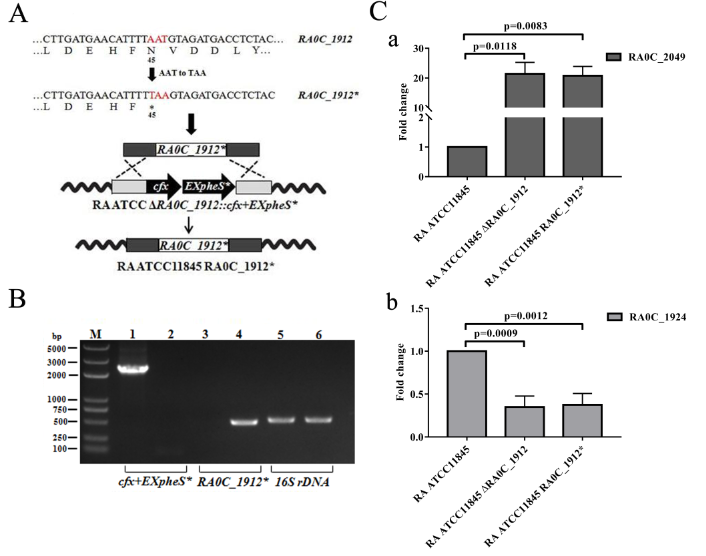 A
...CTTGATGAACATTTTAATGTAGATGACCTCTAC... RA0C_1912
...L D E H F N V D D L Y...
45
AAT to TAA
...CTTGATGAACATTTTTAAGTAGATGACCTCTAC RA0C_1912*
...L D E H F *
45
RA0C_1912*
cfx EXpheS*
RA ATCC ΔRA0C_1912::cfx+EXpheS*
RA0C_1912*
RA ATCC11845 RA0C_1912*
B
bp M 1 2 3 4 5 6
5000
3000
2000
1000
750
500
250
100
cfx+EXpheS* RA0C_1912* 16S rDNA
C
a
p=0.0083
p=0.0118
RA0C_2049
Fold change
30
20
10
2
1
0
RA ATCC11845
RA ATCC11845 ΔRA0C_1912
RA ATCC11845 RA0C_1912*
b
p=0.0012
p=0.0009
RA0C_1924
Fold change
1.5
1.0
0.5
0.0
RA ATCC11845
RA ATCC11845 ΔRA0C_1912
RA ATCC11845 RA0C_1912*